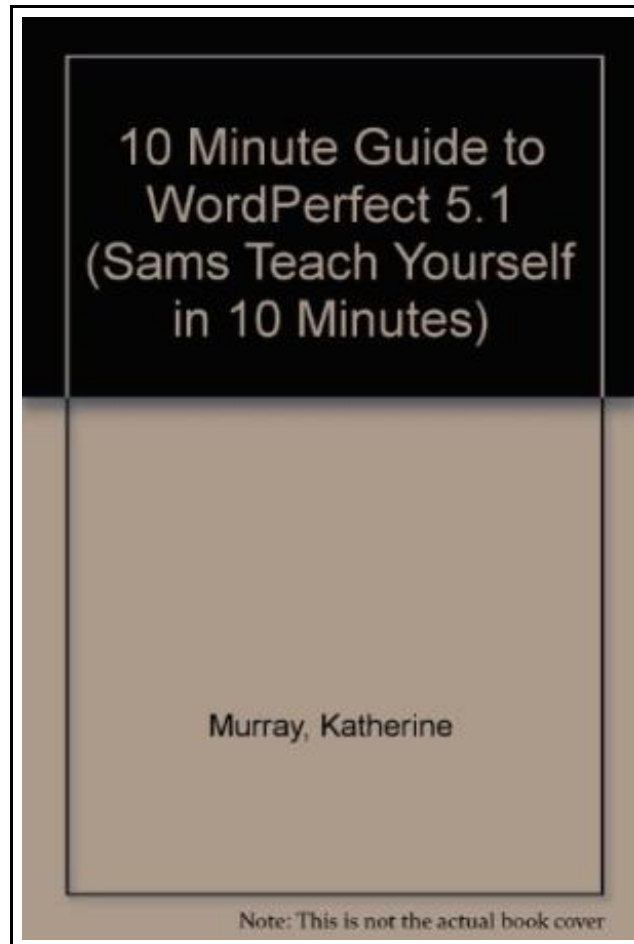 10 Minute Guide to
WordPerfect 5.1
(Sams Teach Yourself
in 10 Minutes)
Murray, Katherine
Note: This is not the actual book cover